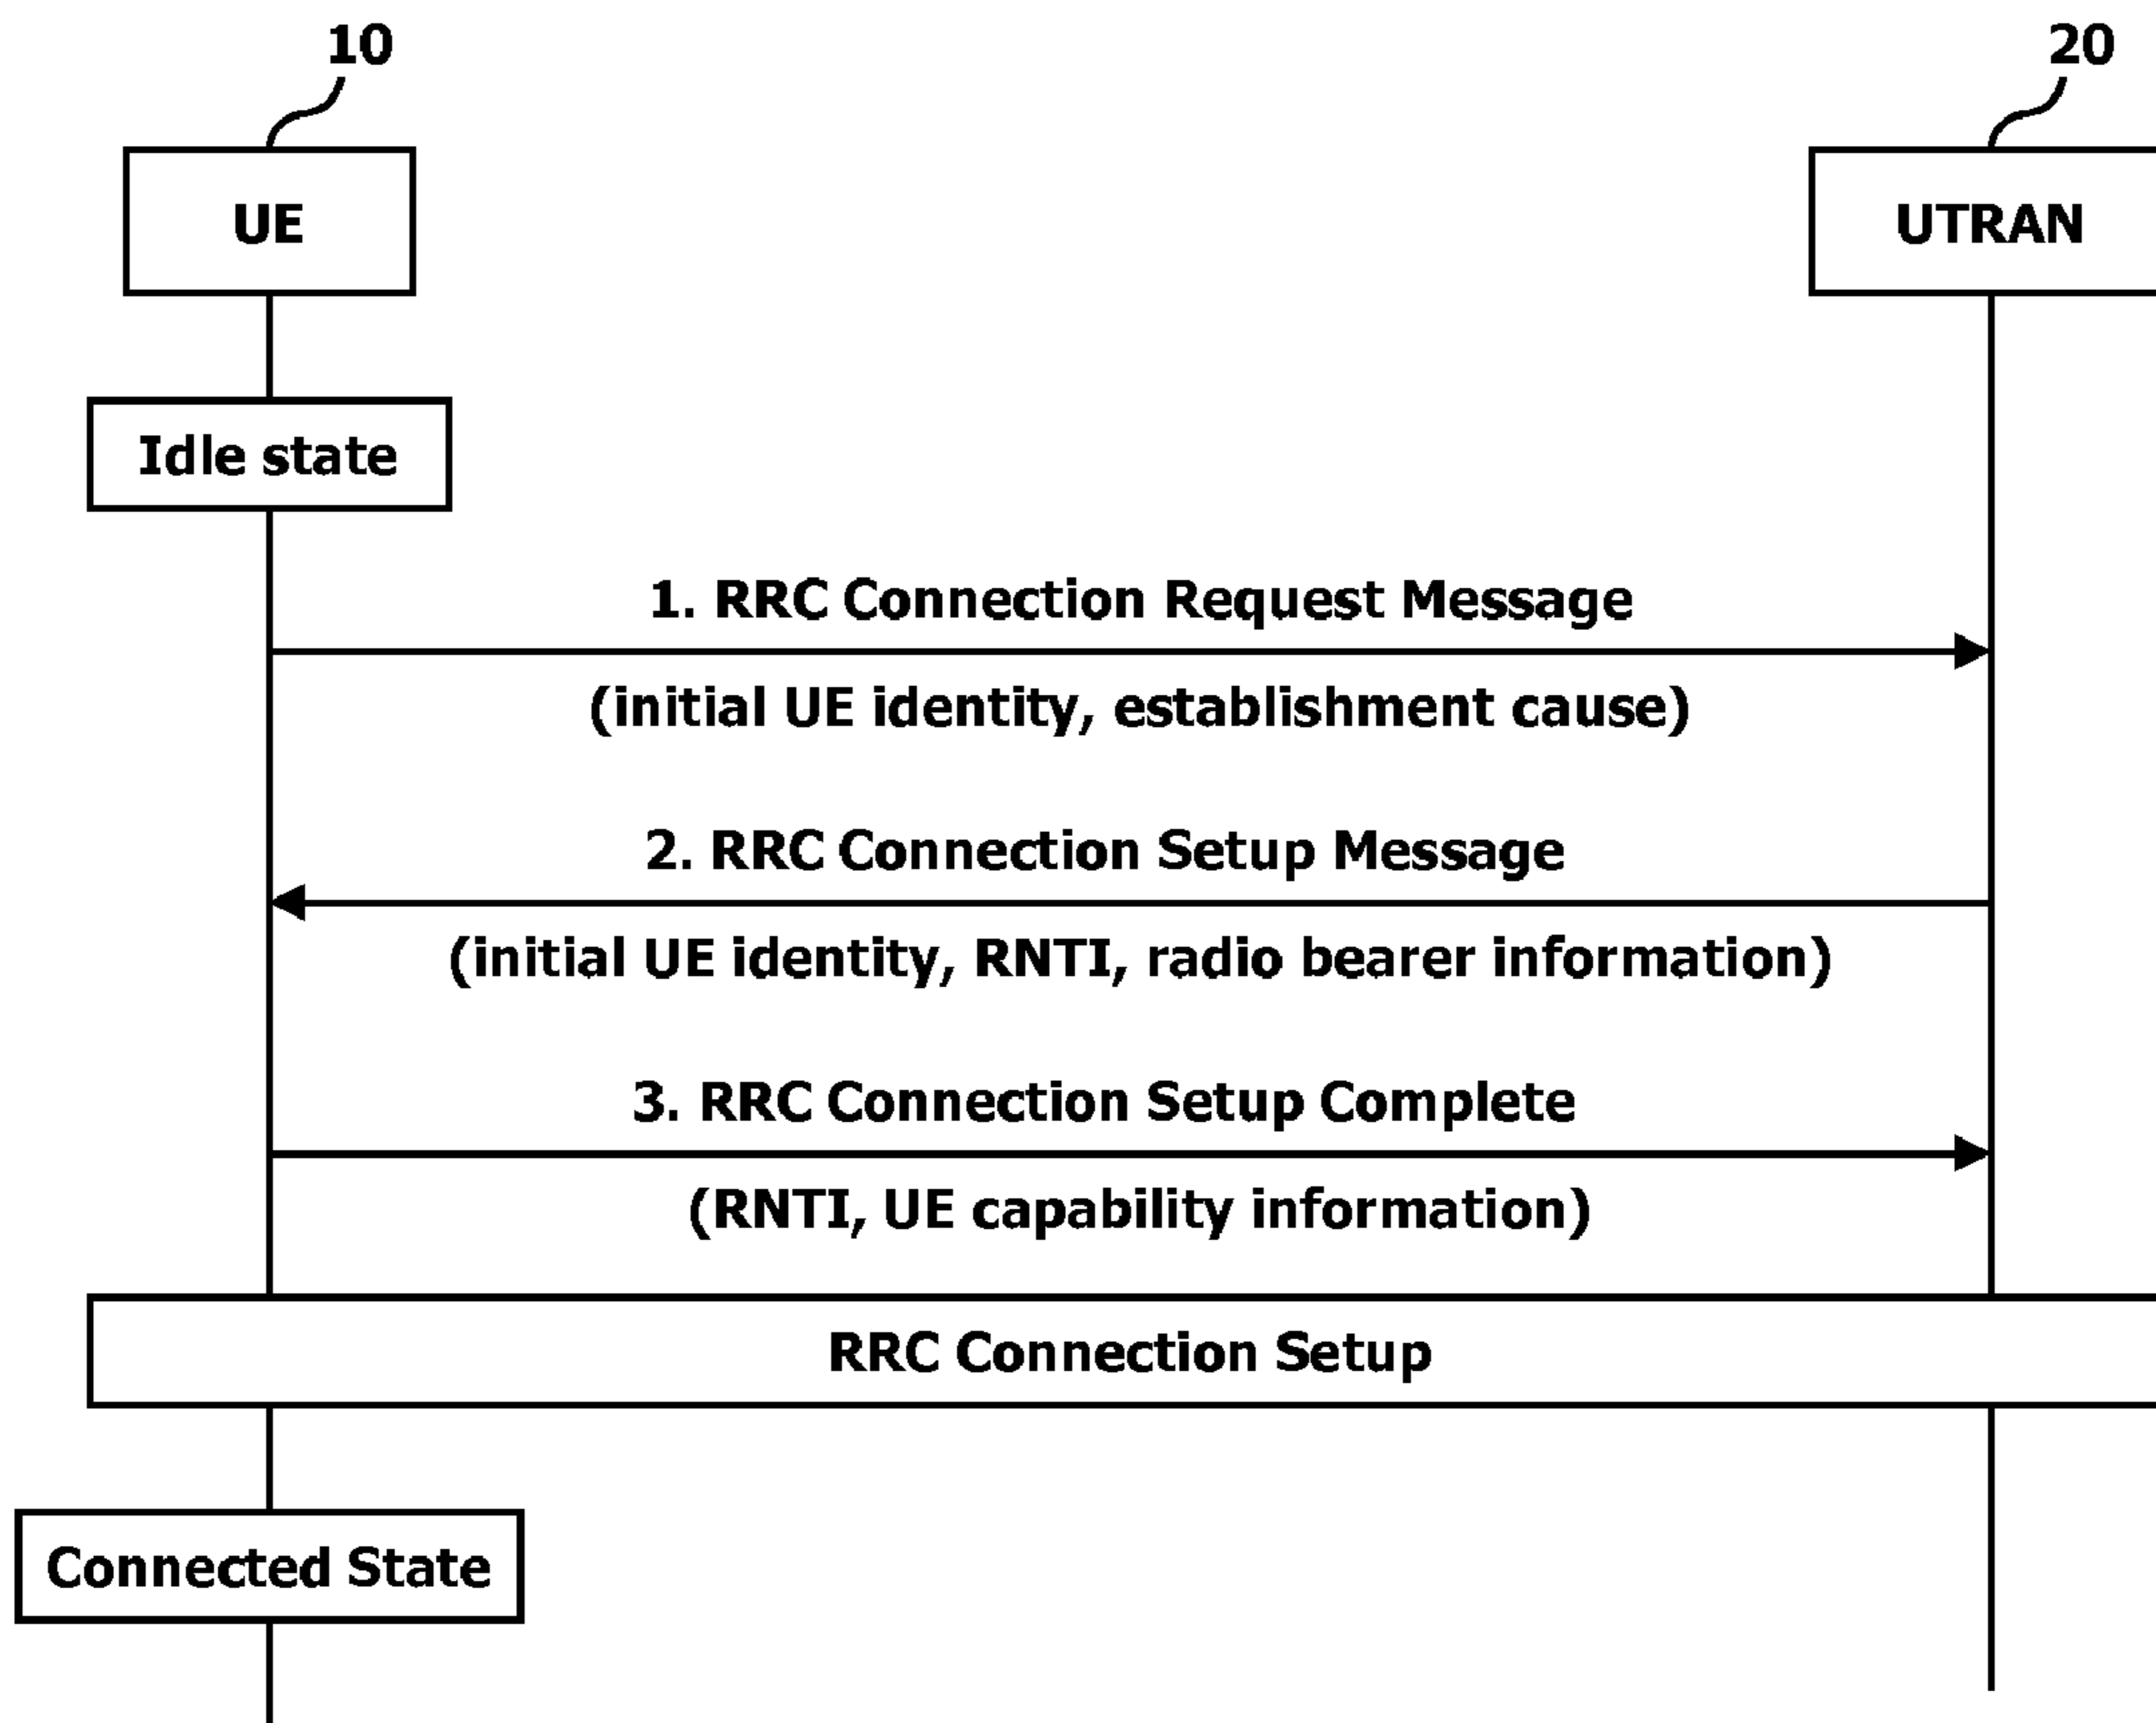 10
20
UE
UTRAN
Idle state
1. RRC Connection Request Message
(initial UE identity, establishment cause)
2. RRC Connection Setup Message
(initial UE identity, RNTI, radio bearer information)
3. RRC Connection Setup Complete
(RNTI, UE capability information)
RRC Connection Setup
Connected State